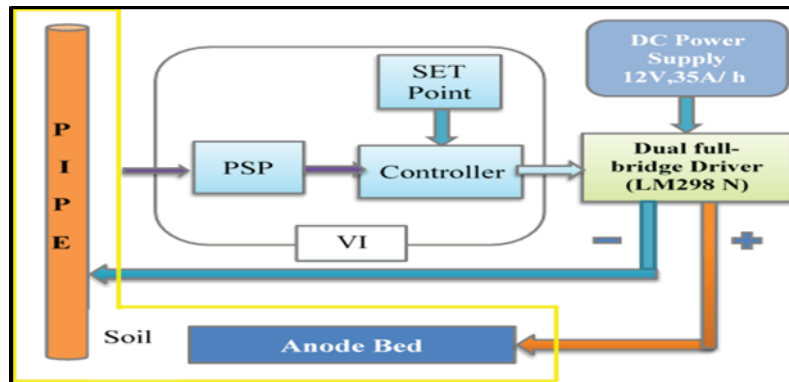 P
I
P
E
SET
Point
PSP
Controller
VI
DC Power
Supply
12V,35A/ h
Dual full-
bridge Driver
(LM298 N)
Soil
Anode Bed